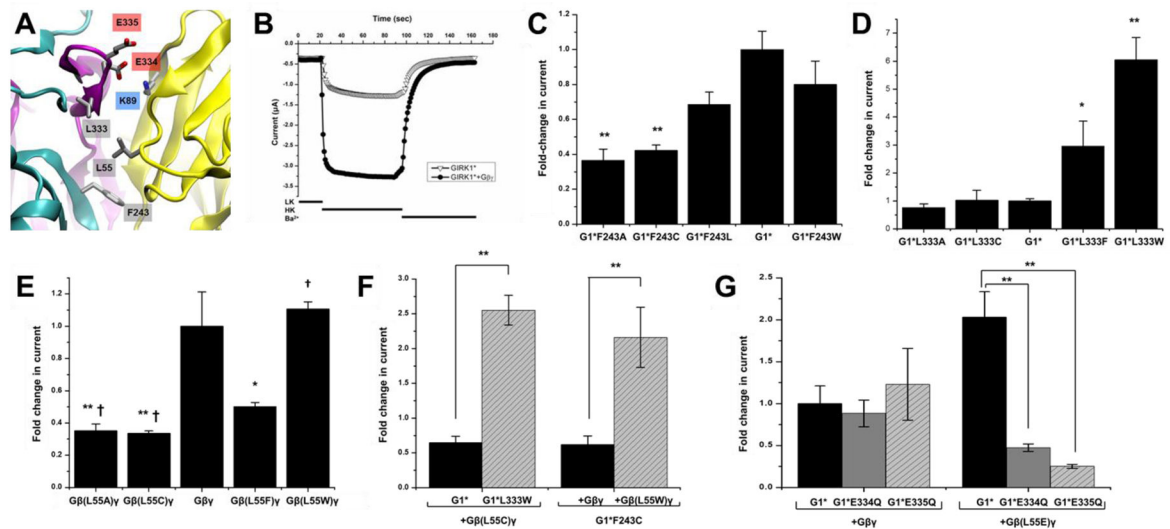 A
E335
E334
K89
L333
L55
F243
B
Time (sec)
0 20 40 60 80 100 120 140 160
0.0
-0.5
-1.0
-1.5
-2.0
-2.5
-3.0
-3.5
Current (μA)
GIRK1*
GIRK1*+Gβγ
LK
HK
Ba²⁺
C
Fold-change in current
1.2
1.0
0.8
0.6
0.4
0.2
0.0
**
**
G1*F243A G1*F243C G1*F243L G1* G1*F243W
D
Fold change in current
7
6
5
4
3
2
1
0
*
**
G1*L333A G1*L333C G1* G1*L333F G1*L333W
E
Fold change in current
1.2
1.0
0.8
0.6
0.4
0.2
0.0
** †
** †
*
†
Gβ(L55A)γ Gβ(L55C)γ Gβγ Gβ(L55F)γ Gβ(L55W)γ
F
Fold change in current
3.0
2.5
2.0
1.5
1.0
0.5
0.0
**
**
G1* G1*L333W
+Gβ(L55C)γ
+Gβγ +Gβ(L55W)γ
G1*F243C
G
Fold change in current
2.5
2.0
1.5
1.0
0.5
0.0
**
**
G1* G1*E334Q G1*E335Q
+Gβγ
G1* G1*E334Q G1*E335Q
+Gβ(L55E)γ